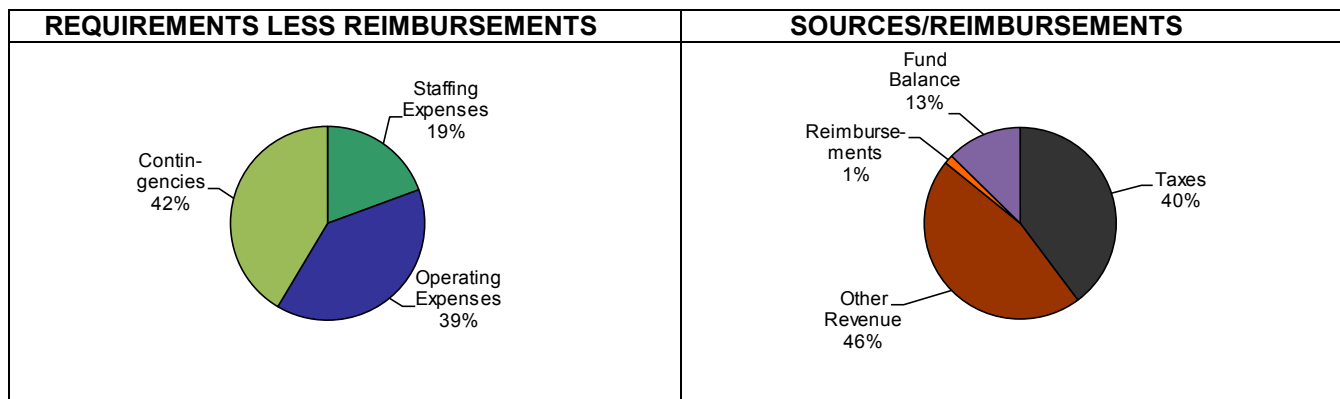 REQUIREMENTS LESS REIMBURSEMENTS
Staffing
Expenses
19%
Contin-
gencies
42%
Operating
Expenses
39%
SOURCES/REIMBURSEMENTS
Fund
Balance
13%
Reimburse-
ments
1%
Taxes
40%
Other
Revenue
46%